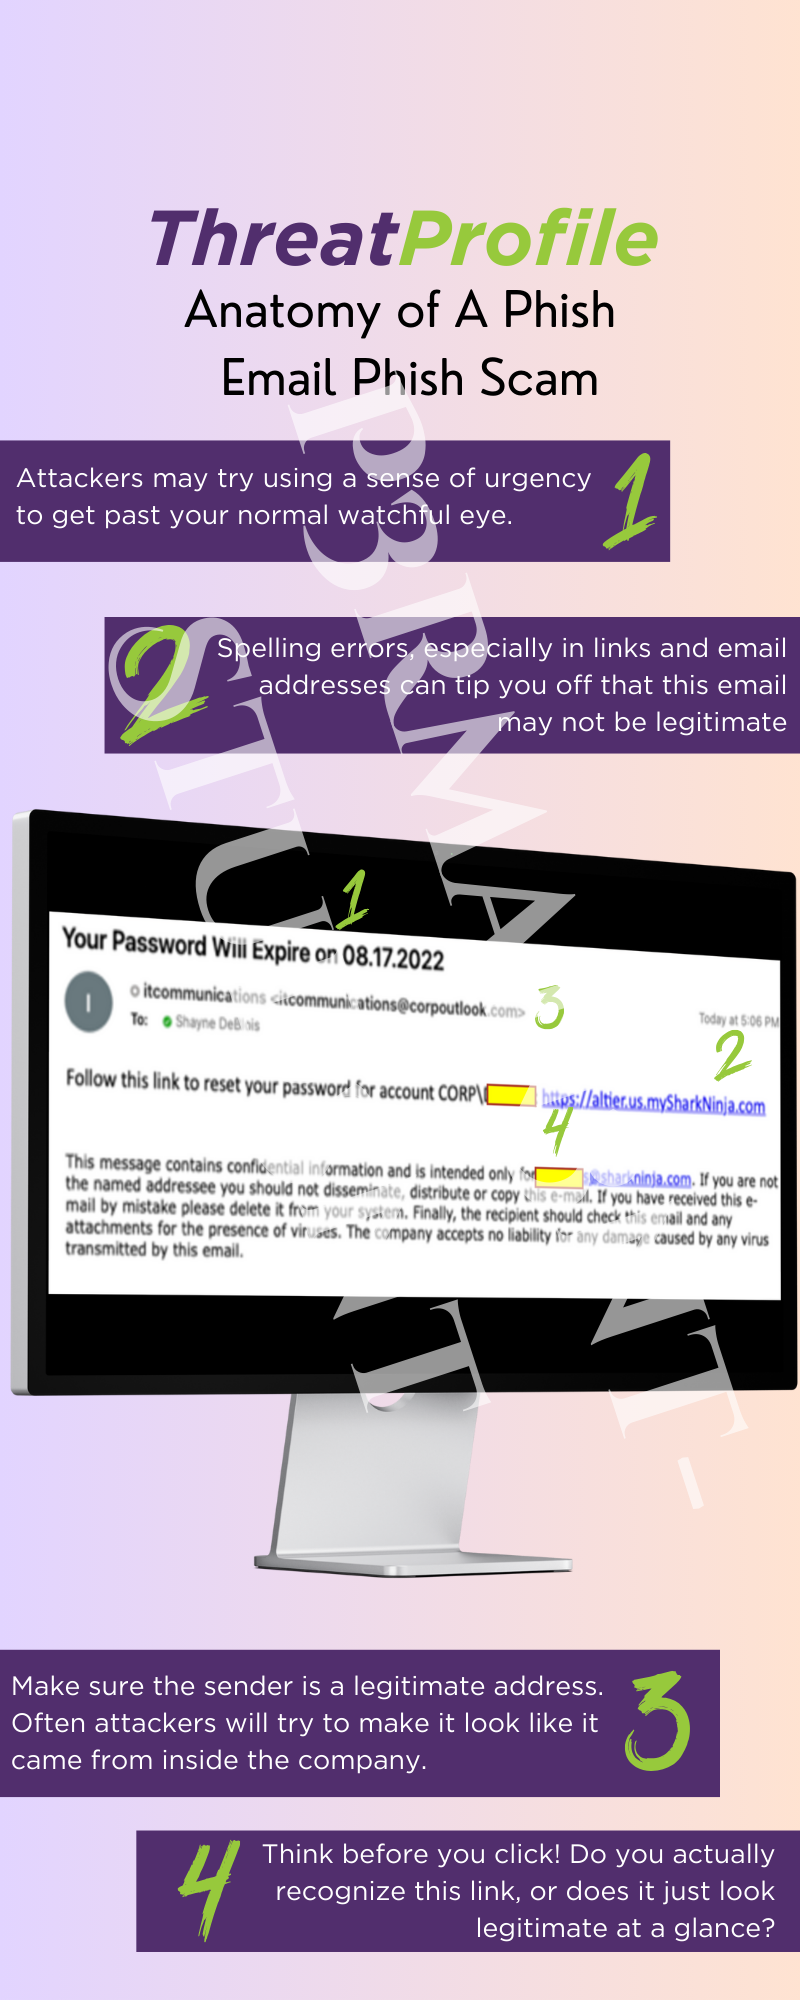 ThreatProfile
Anatomy of A Phish
Email Phish Scam
Attackers may try using a sense of urgency
to get past your normal watchful eye.
1
2
Spelling errors, especially in links and email
addresses can tip you off that this email
may not be legitimate
1
Your Password Will Expire on 08.17.2022
I
itcommunications <itcommunications@corpoutlook.com>
3
To: Shayne DeBlois
Today at 5:06 PM
2
Follow this link to reset your password for account CORP\ https://altier.us.mySharkNinja.com
4
This message contains confidential information and is intended only for s@sharkninja.com. If you are not
the named addressee you should not disseminate, distribute or copy this e-mail. If you have received this e-
mail by mistake please delete it from your system. Finally, the recipient should check this email and any
attachments for the presence of viruses. The company accepts no liability for any damage caused by any virus
transmitted by this email.
Make sure the sender is a legitimate address.
Often attackers will try to make it look like it
came from inside the company.
3
4
Think before you click! Do you actually
recognize this link, or does it just look
legitimate at a glance?